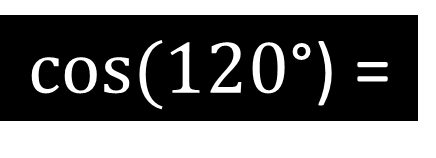 cos(120°) =